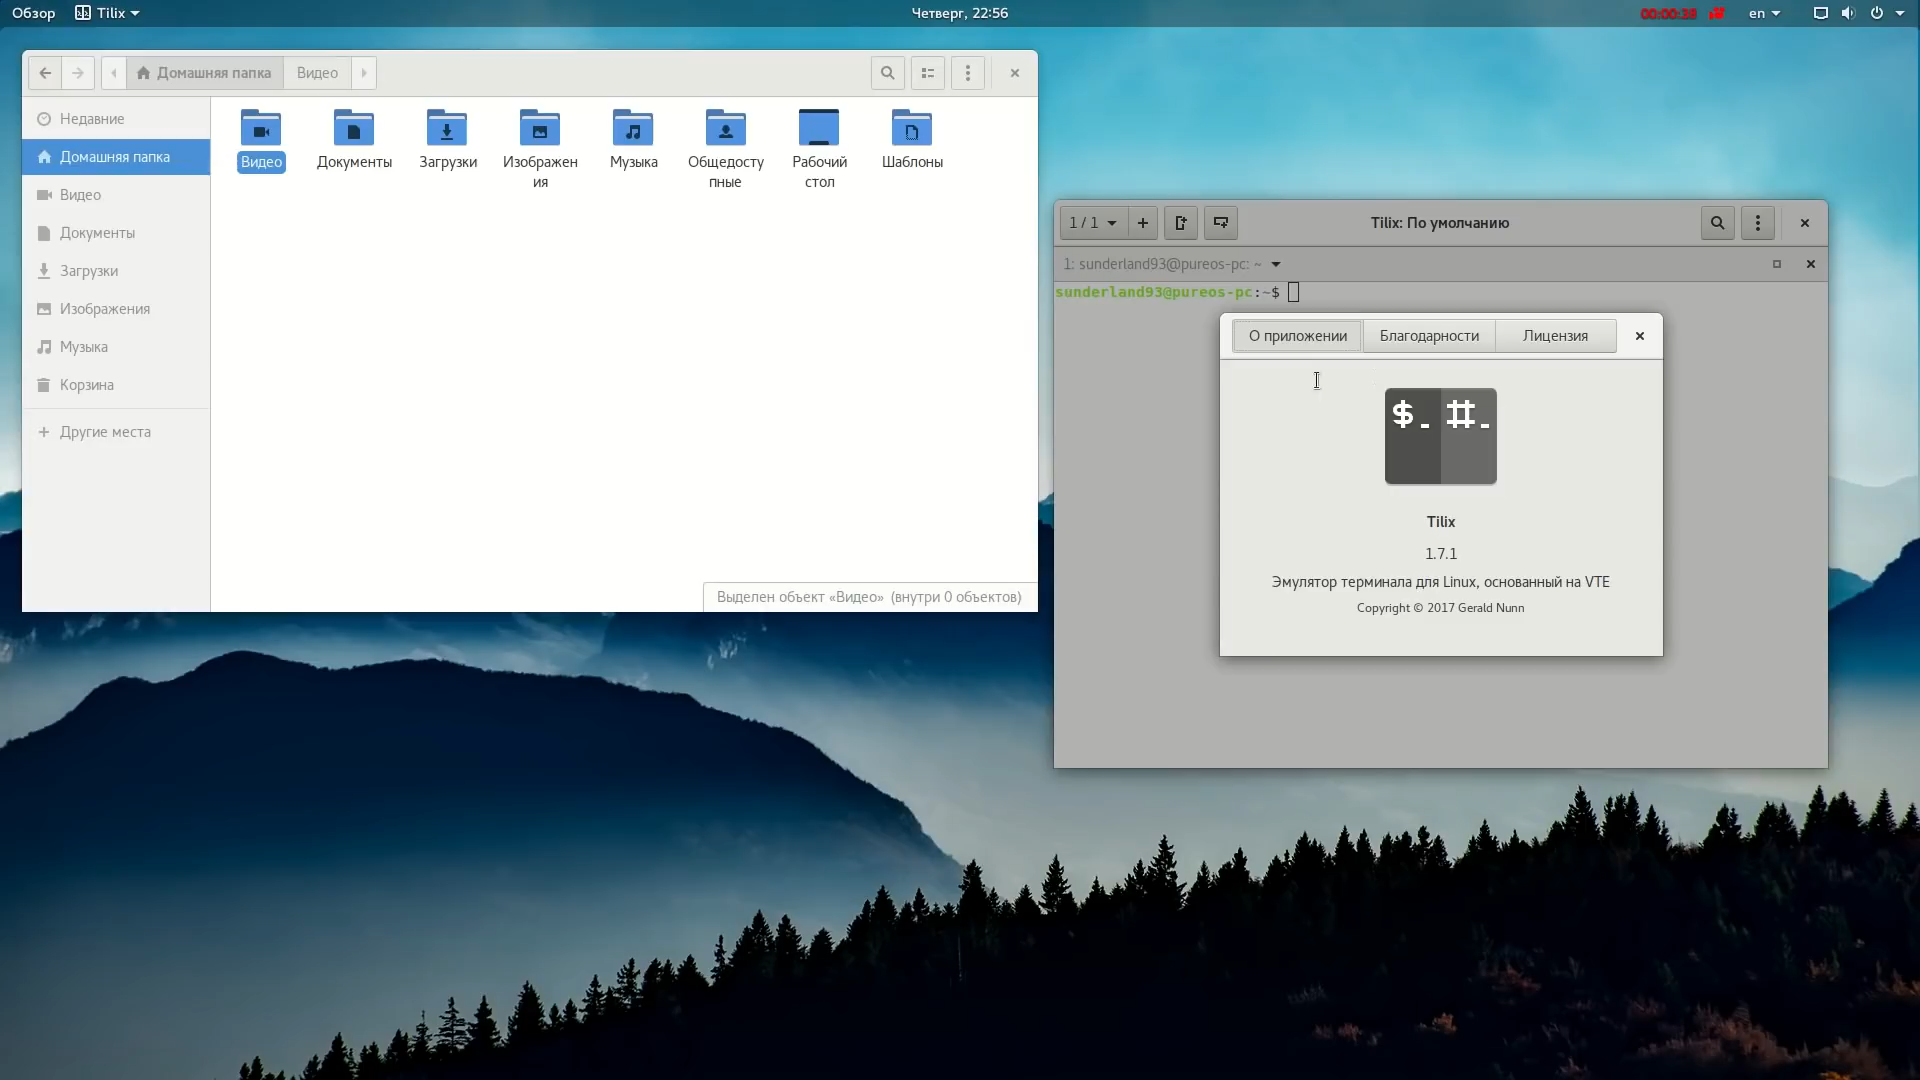 Обзор
Tilix
Четверг, 22:56
00:00:28
en
Домашняя папка
Видео
Недавние
Домашняя папка
Видео
Документы
Загрузки
Изображения
Музыка
Корзина
Другие места
Видео
Документы
Загрузки
Изображен
ия
Музыка
Общедосту
пные
Рабочий
стол
Шаблоны
Выделен объект «Видео» (внутри 0 объектов)
1 / 1
Tilix: По умолчанию
1: sunderland93@pureos-pc: ~
sunderland93@pureos-pc:~$
О приложении
Благодарности
Лицензия
$_ #_
Tilix
1.7.1
Эмулятор терминала для Linux, основанный на VTE
Copyright © 2017 Gerald Nunn